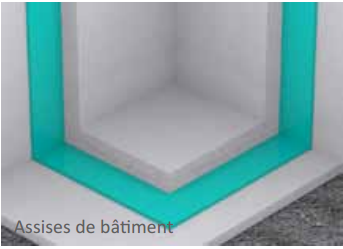 Assises de bâtiment